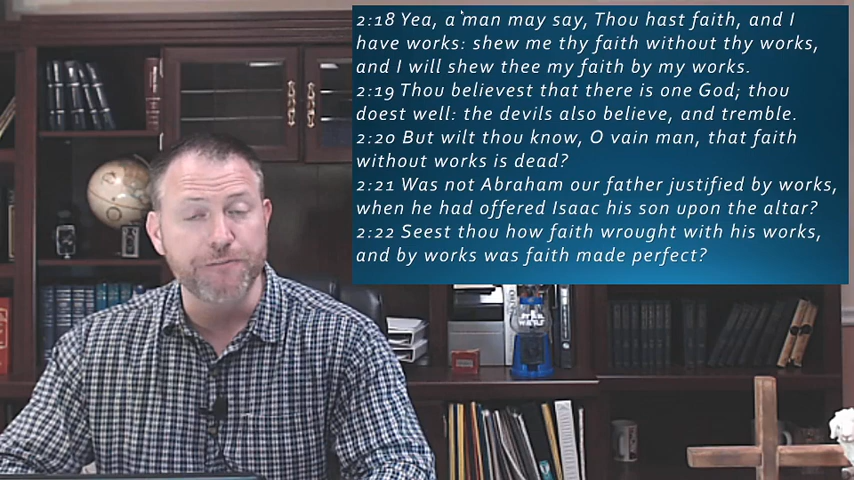 2:18 Yea, a man may say, Thou hast faith, and I
have works: shew me thy faith without thy works,
and I will shew thee my faith by my works.
2:19 Thou believest that there is one God; thou
doest well: the devils also believe, and tremble.
2:20 But wilt thou know, O vain man, that faith
without works is dead?
2:21 Was not Abraham our father justified by works,
when he had offered Isaac his son upon the altar?
2:22 Seest thou how faith wrought with his works,
and by works was faith made perfect?
STAR
WARS